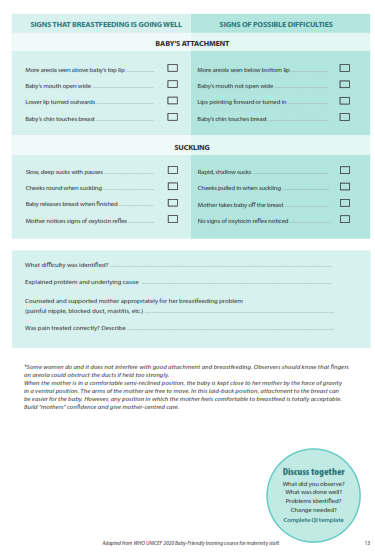 SIGNS THAT BREASTFEEDING IS GOING WELL
SIGNS OF POSSIBLE DIFFICULTIES
BABY'S ATTACHMENT
More areola seen above baby's top lip
More areola seen below bottom lip
Baby's mouth open wide
Baby's mouth not open wide
Lower lip turned outwards
Lips pointing forward or turned in
Baby's chin touches breast
Baby's chin touches breast
SUCKLING
Slow, deep sucks with pauses
Rapid, shallow sucks
Cheeks round when suckling
Cheeks pulled in when suckling
Baby releases breast when finished
Mother takes baby off the breast
Mother notices signs of oxytocin reflex
No signs of oxytocin reflex noticed
What difficulty was identified?
Explained problem and underlying cause
Counseled and supported mother appropriately for her breastfeeding problem
(painful nipple, blocked duct, mastitis, etc.)
Was pain treated correctly? Describe
*Some women do and it does not interfere with good attachment and breastfeeding. Observers should know that fingers
on areola could obstruct the ducts if held too strongly.
When the mother is in a comfortable semi-reclined position, the baby is kept close to her mother by the force of gravity
in a ventral position. The arms of the mother are free to move. In this laid-back position, attachment to the breast can
be easier for the baby. However, any position in which the mother feels comfortable to breastfeed is totally acceptable.
Build "mothers" confidence and give mother-centred care.
Discuss together
What did you observe?
What was done well?
Problems identified?
Change needed?
Complete QI template
Adapted from WHO UNICEF 2020 Baby-Friendly training course for maternity staff.
13